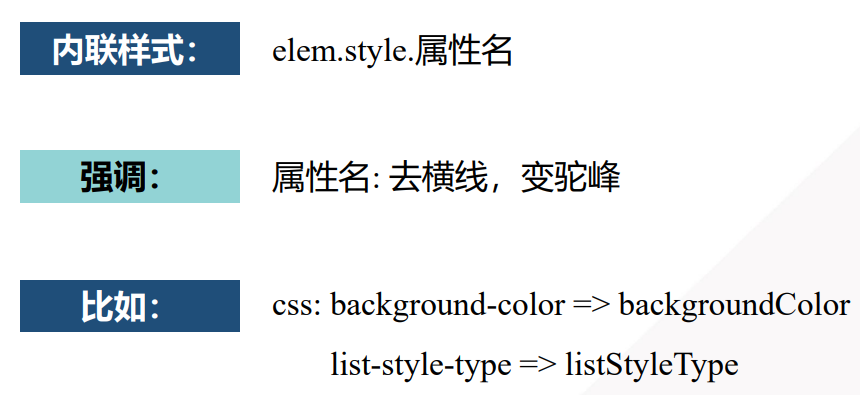 内联样式： elem.style.属性名
强调： 属性名: 去横线，变驼峰
比如： css: background-color => backgroundColor
list-style-type => listStyleType